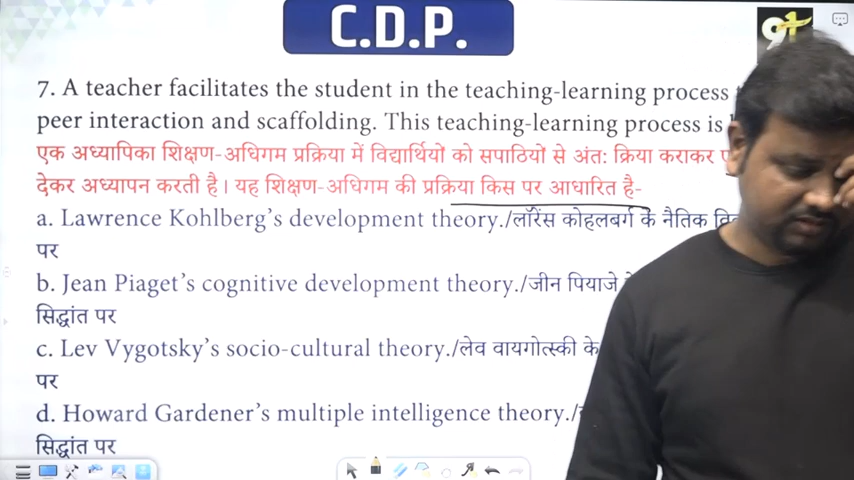 C.D.P.
7. A teacher facilitates the student in the teaching-learning process
peer interaction and scaffolding. This teaching-learning process is
एक अध्यापिका शिक्षण-अधिगम प्रक्रिया में विद्यार्थियों को सपाठियों से अंत: क्रिया कराकर
देकर अध्यापन करती है। यह शिक्षण-अधिगम की प्रक्रिया किस पर आधारित है-
a. Lawrence Kohlberg's development theory./लॉरेंस कोहलबर्ग के नैतिक
पर
b. Jean Piaget's cognitive development theory./जीन पियाजे
सिद्धांत पर
c. Lev Vygotsky's socio-cultural theory./लेव वायगोत्स्की के
पर
d. Howard Gardener's multiple intelligence theory./
सिद्धांत पर